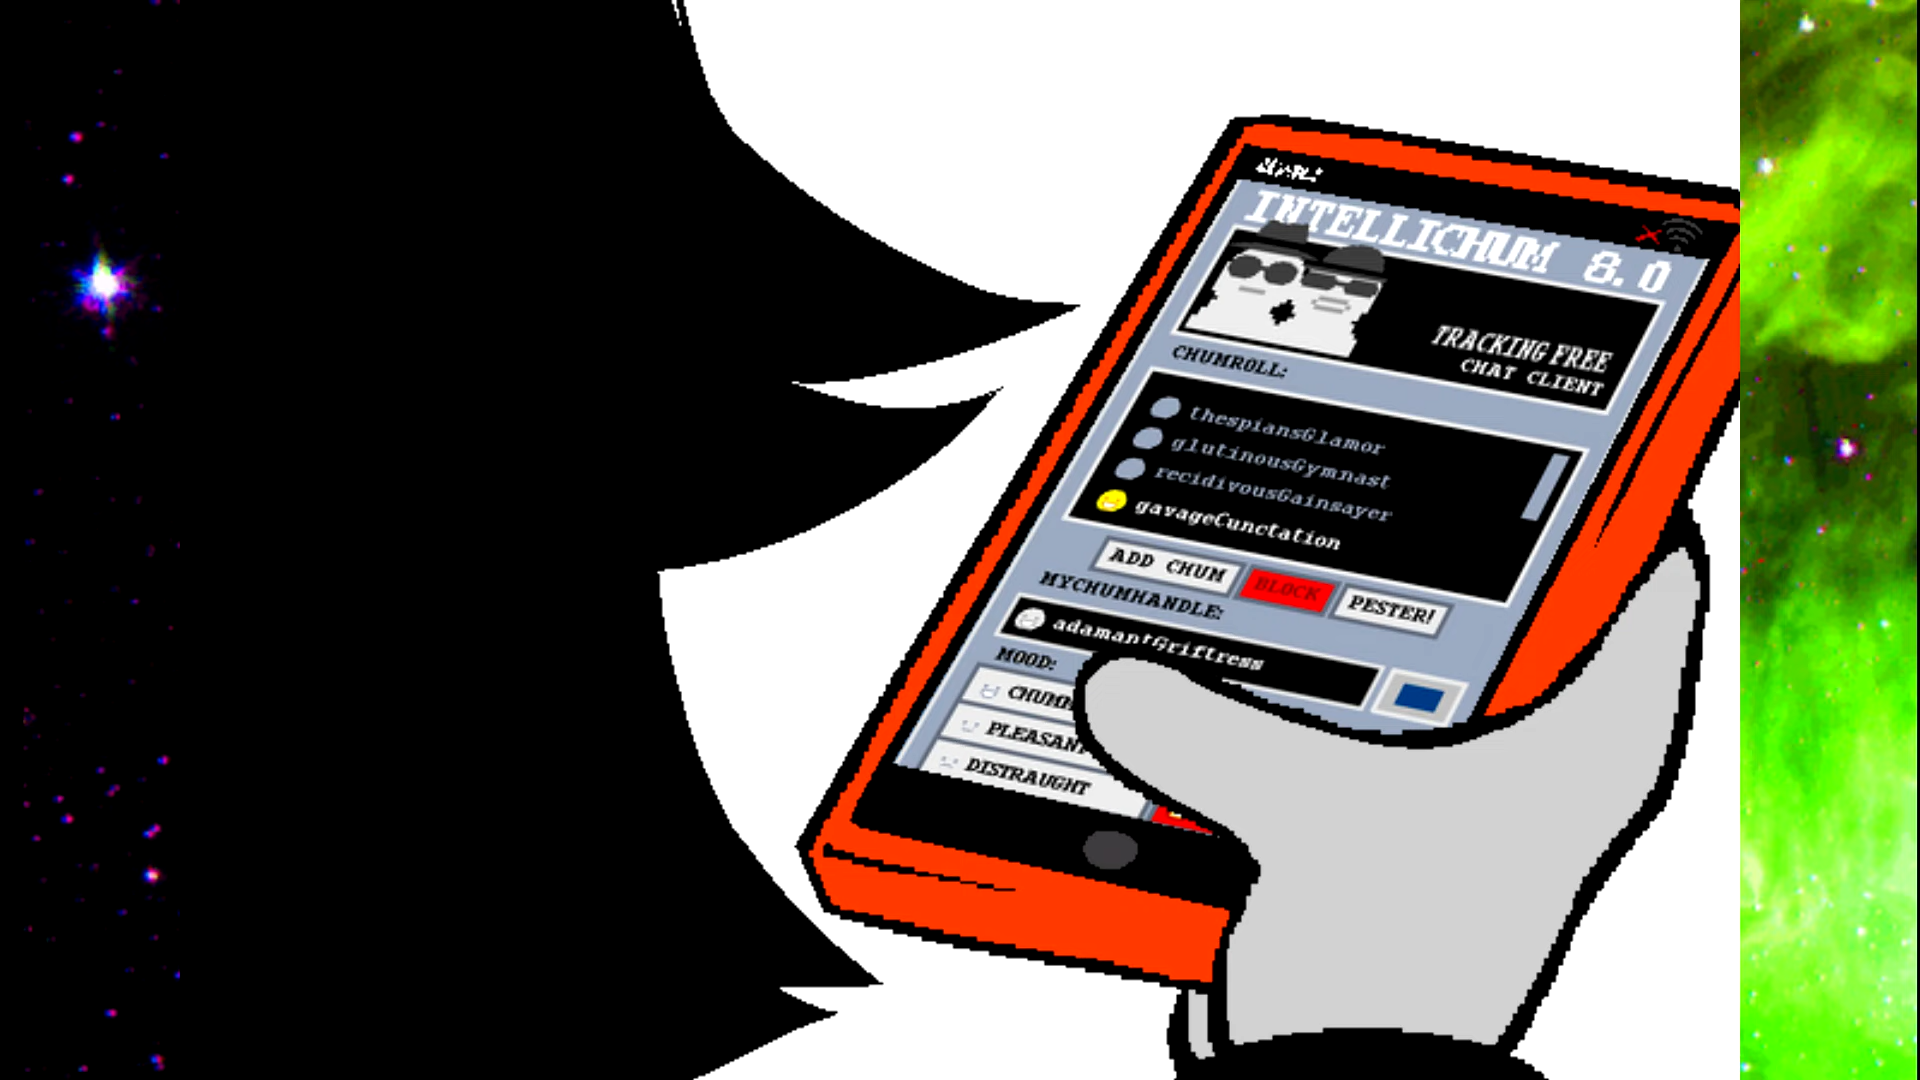 INTELLICHUM 8.0
TRACKING FREE
CHAT CLIENT
CHUMROLL:
thespiansGlamor
glutinousGymnast
recidivousGainsayer
gavageCunctation
ADD CHUM
BLOCK
PESTER!
MYCHUMHANDLE:
adamantGriftress
MOOD:
PLEASANT
DISTRAUGHT